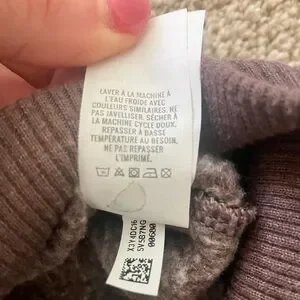 LAVER À LA MACHINE À
L'EAU FROIDE AVEC
COULEURS SIMILAIRES. NE
PAS JAVELLISER. SÉCHER À
LA MACHINE CYCLE DOUX.
REPASSER À BASSE
TEMPÉRATURE AU BESOIN.
NE PAS REPASSER
L'IMPRIMÉ.